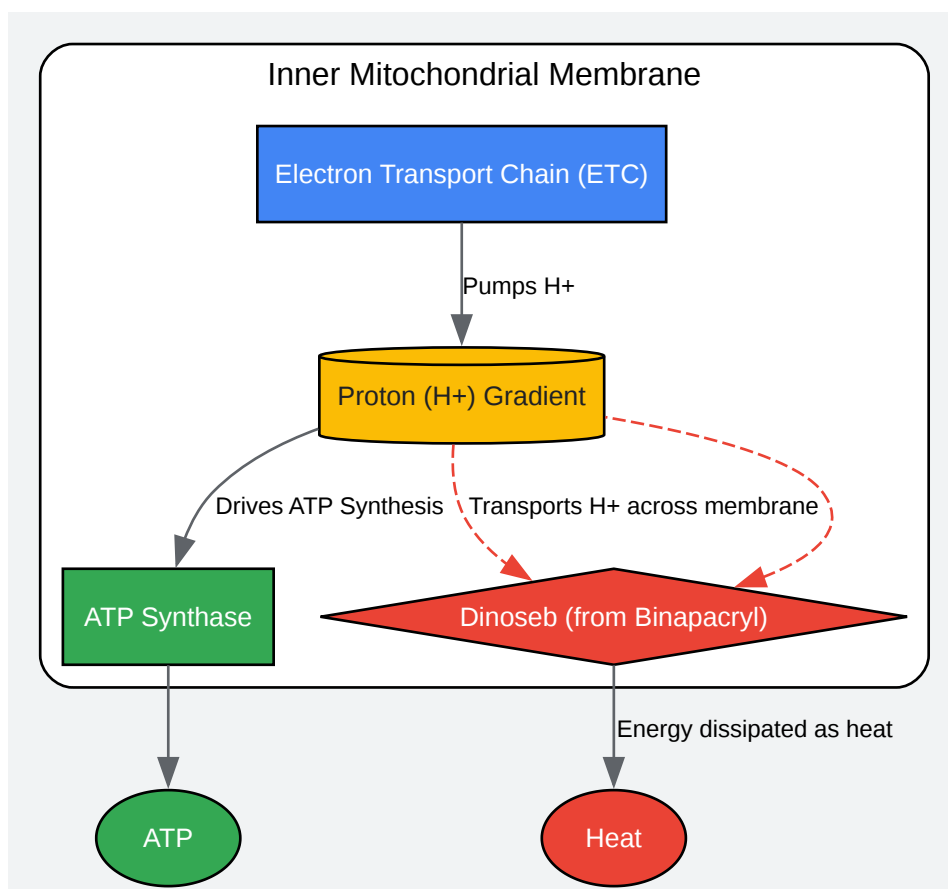 Inner Mitochondrial Membrane
Electron Transport Chain (ETC)
Pumps H+
Proton (H+) Gradient
Drives ATP Synthesis
Transports H+ across membrane
ATP Synthase
Dinoseb (from Binapacryl)
Energy dissipated as heat
ATP
Heat